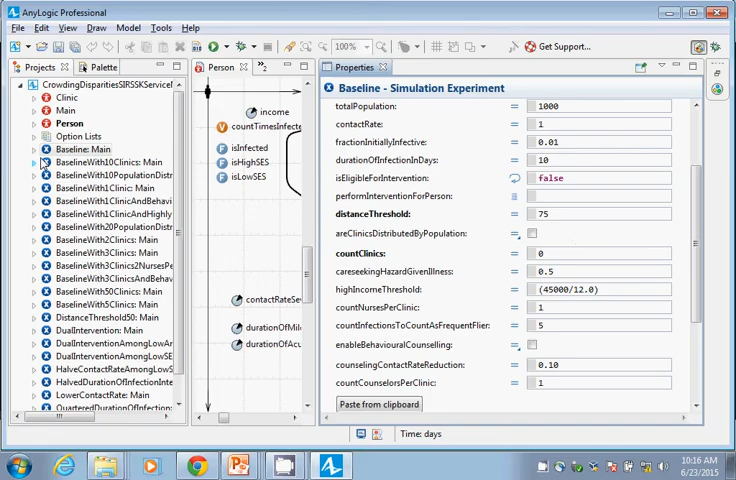 AnyLogic Professional
File Edit View Draw Model Tools Help
100% Get Support...
Projects Palette
CrowdingDisparitiesSIRSSKServiceM
Clinic
Main
Person
Option Lists
Baseline: Main
BaselineWith10Clinics: Main
BaselineWith10PopulationDistr
BaselineWith1Clinic: Main
BaselineWith1ClinicAndBehavi
BaselineWith1ClinicAndHighly
BaselineWith20PopulationDistr
BaselineWith2Clinics: Main
BaselineWith3Clinics: Main
BaselineWith3Clinics2NursesPe
BaselineWith3ClinicsAndBehav
BaselineWith50Clinics: Main
BaselineWith5Clinics: Main
DistanceThreshold50: Main
DualIntervention: Main
DualInterventionAmongLowAr
DualInterventionAmongLowSE
HalveContactRateAmongLowSE
HalvedDurationOfInfectionInte
LowerContactRate: Main
QuarteredDurationOfInfection:
Person
2
income
countTimesInfecte
isInfected
isHighSES
isLowSES
contactRateSe
durationOfMil
durationOfAcu
Properties
Baseline - Simulation Experiment
totalPopulation: = 1000
contactRate: = 1
fractionInitiallyInfective: = 0.01
durationOfInfectionInDays: = 10
isEligibleForIntervention: false
performInterventionForPerson:
distanceThreshold: = 75
areClinicsDistributedByPopulation:
countClinics: = 0
careseekingHazardGivenIllness: = 0.5
highIncomeThreshold: = (45000/12.0)
countNursesPerClinic: = 1
countInfectionsToCountAsFrequentFlier: = 5
enableBehaviouralCounselling:
counselingContactRateReduction: = 0.10
countCounselorsPerClinic: = 1
Paste from clipboard
Time: days
10:16 AM
6/23/2015